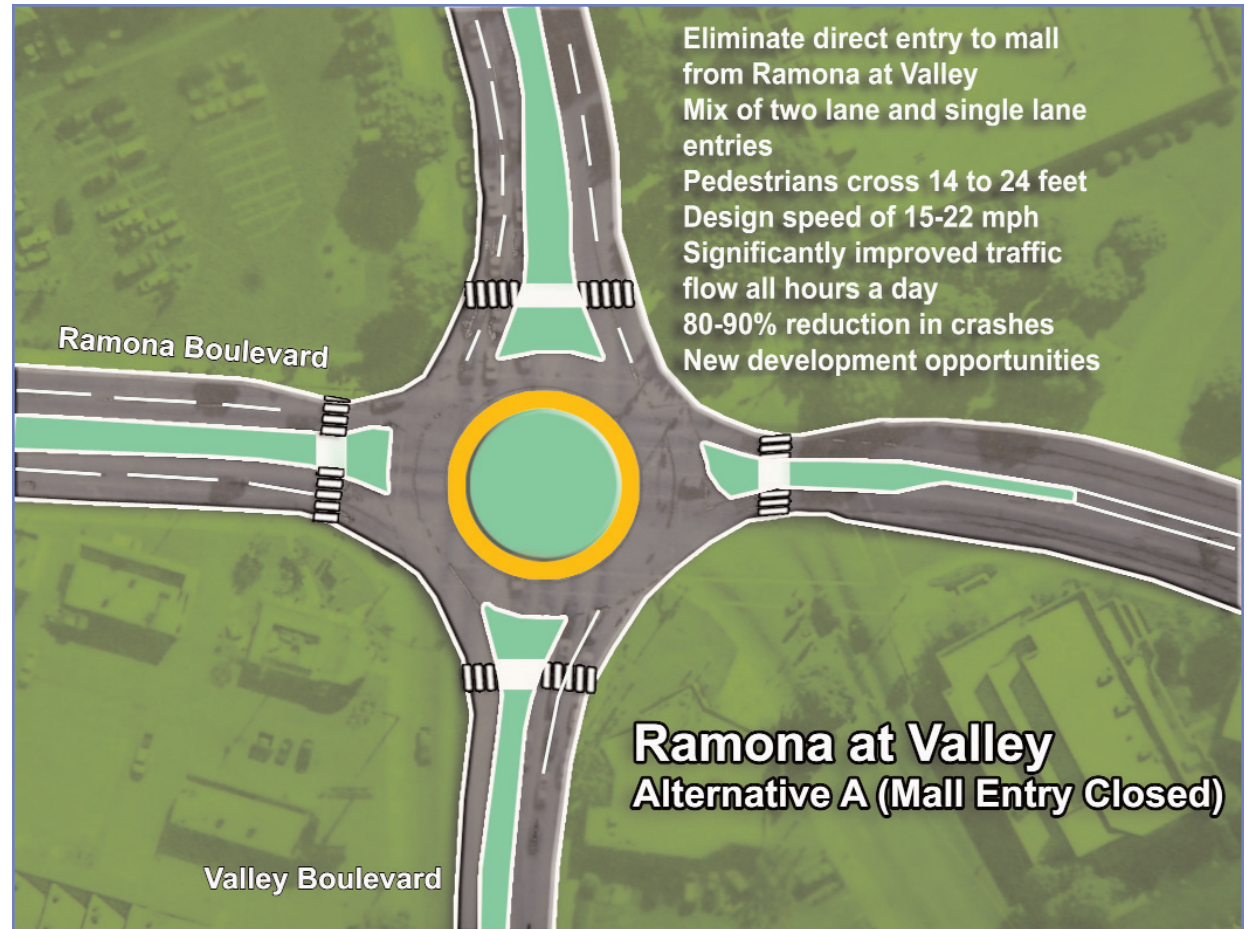 Eliminate direct entry to mall
from Ramona at Valley
Mix of two lane and single lane
entries
Pedestrians cross 14 to 24 feet
Design speed of 15-22 mph
Significantly improved traffic
flow all hours a day
80-90% reduction in crashes
New development opportunities
Ramona Boulevard
Ramona at Valley
Alternative A (Mall Entry Closed)
Valley Boulevard